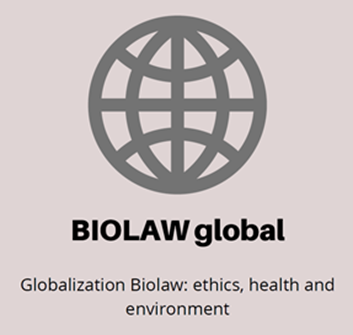 BIOLAW global
Globalization Biolaw: ethics, health and
environment